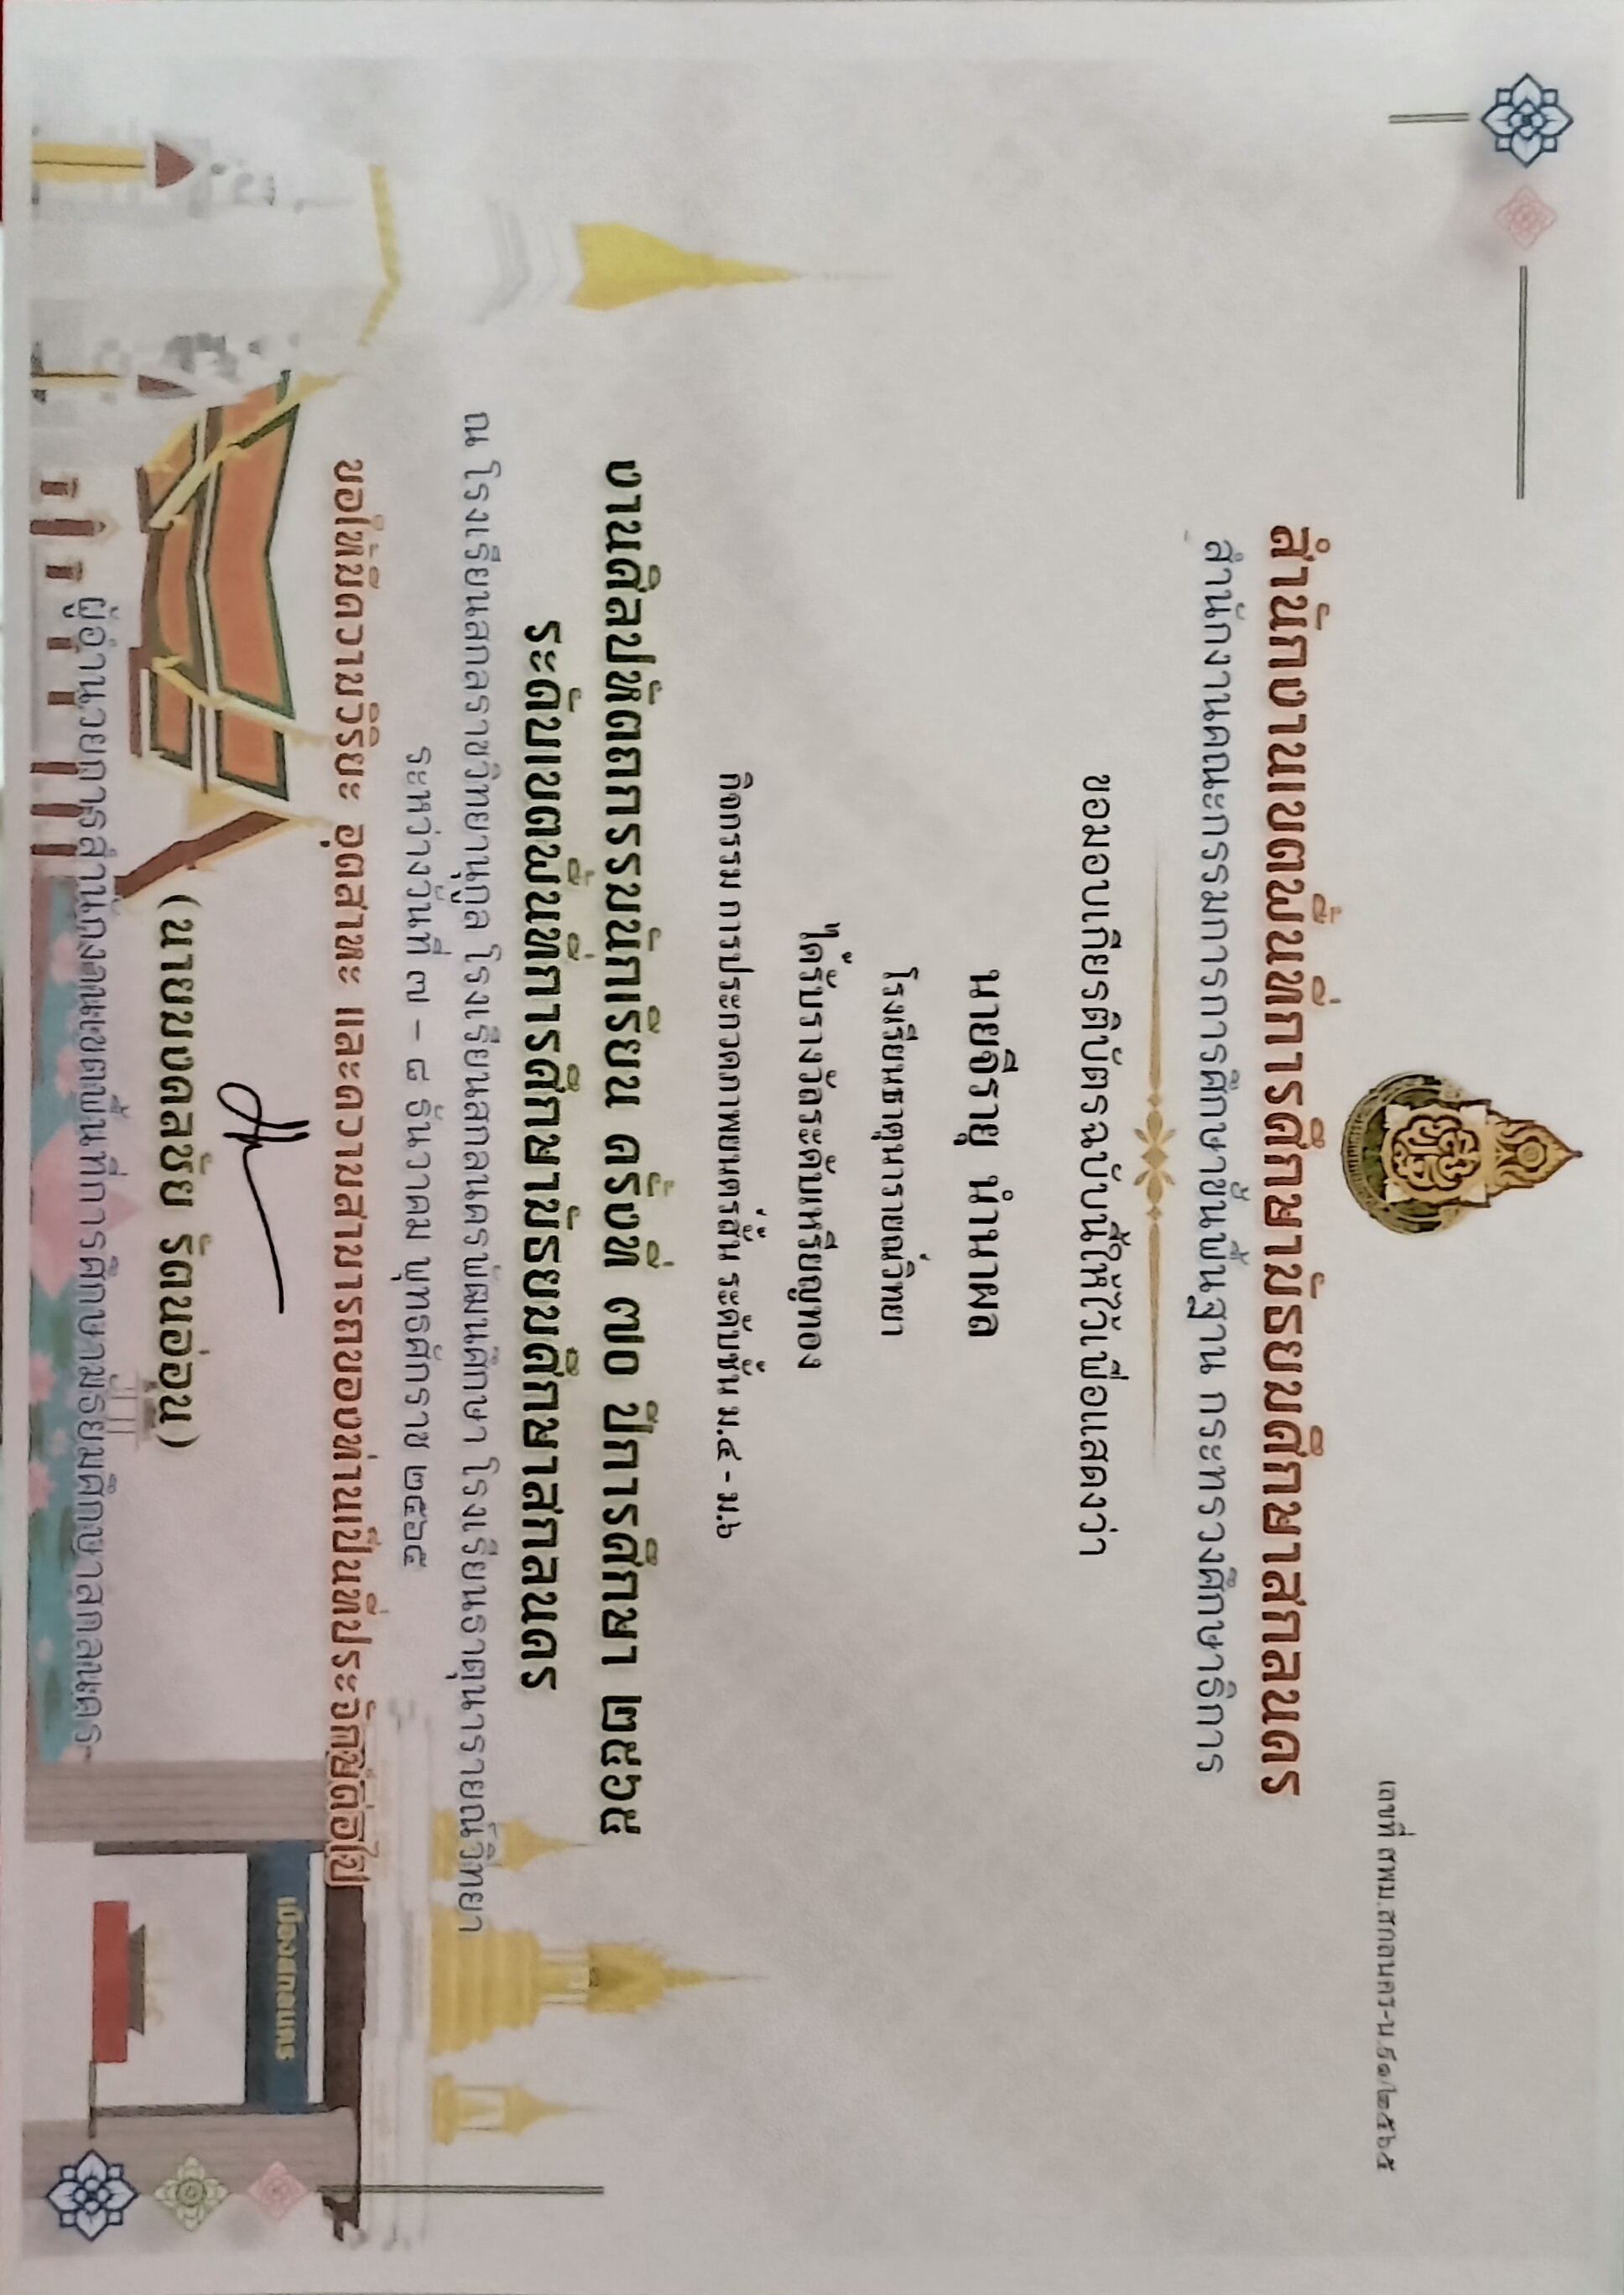 เลขที่ สพม.สกลนคร-น.๕๑/๒๕๖๕
สำนักงานเขตพื้นที่การศึกษามัธยมศึกษาสกลนคร
สำนักงานคณะกรรมการการศึกษาขั้นพื้นฐาน กระทรวงศึกษาธิการ
ขอมอบเกียรติบัตรฉบับนี้ให้ไว้เพื่อแสดงว่า
นายจิรายุ นำนาผล
โรงเรียนธาตุนารายณ์วิทยา
ได้รับรางวัลระดับเหรียญทอง
กิจกรรม การประกวดภาพยนตร์สั้น ระดับชั้น ม.๔ - ม.๖
งานศิลปหัตถกรรมนักเรียน ครั้งที่ ๗๐ ปีการศึกษา ๒๕๖๕
ระดับเขตพื้นที่การศึกษามัธยมศึกษาสกลนคร
ณ โรงเรียนสกลราชวิทยานุกูล โรงเรียนสกลนครพัฒนศึกษา โรงเรียนธาตุนารายณ์วิทยา
ระหว่างวันที่ ๗ - ๘ ธันวาคม พุทธศักราช ๒๕๖๕
ขอให้มีความวิริยะ อุตสาหะ และความสามารถของท่านเป็นที่ประจักษ์ต่อไป
(นายมงคลชัย รัตนอ่อน)
ผู้อำนวยการสำนักงานเขตพื้นที่การศึกษามัธยมศึกษาสกลนคร
เมืองสกลนคร